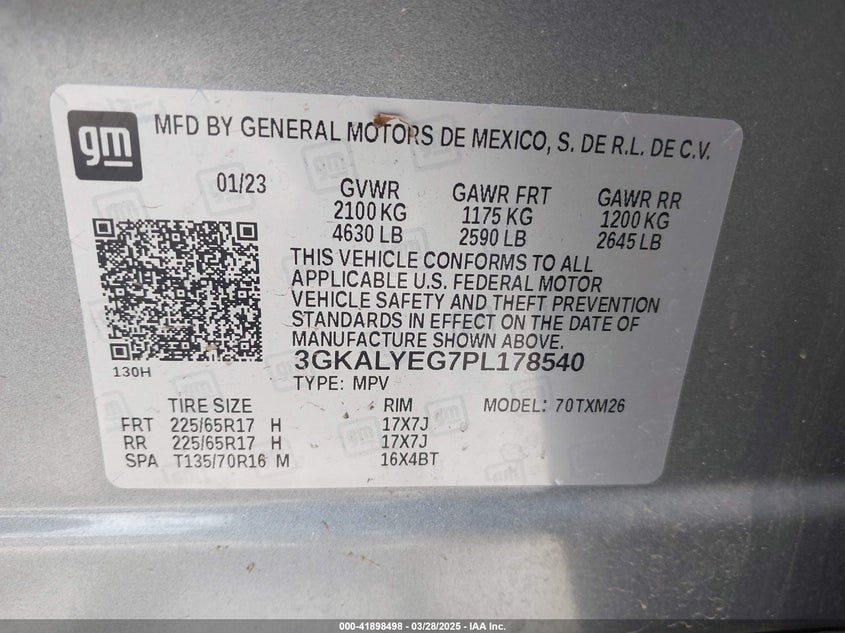 gm
MFD BY GENERAL MOTORS DE MEXICO, S. DE R.L. DE C.V.
01/23 GVWR GAWR FRT GAWR RR
2100 KG 1175 KG 1200 KG
4630 LB 2590 LB 2645 LB
THIS VEHICLE CONFORMS TO ALL
APPLICABLE U.S. FEDERAL MOTOR
VEHICLE SAFETY AND THEFT PREVENTION
STANDARDS IN EFFECT ON THE DATE OF
MANUFACTURE SHOWN ABOVE.
3GKALYEG7PL178540
130H
TYPE: MPV
TIRE SIZE RIM MODEL: 70TXM26
FRT 225/65R17 H 17X7J
RR 225/65R17 H 17X7J
SPA T135/70R16 M 16X4BT
000-41898498 - 03/28/2025 - IAA Inc.